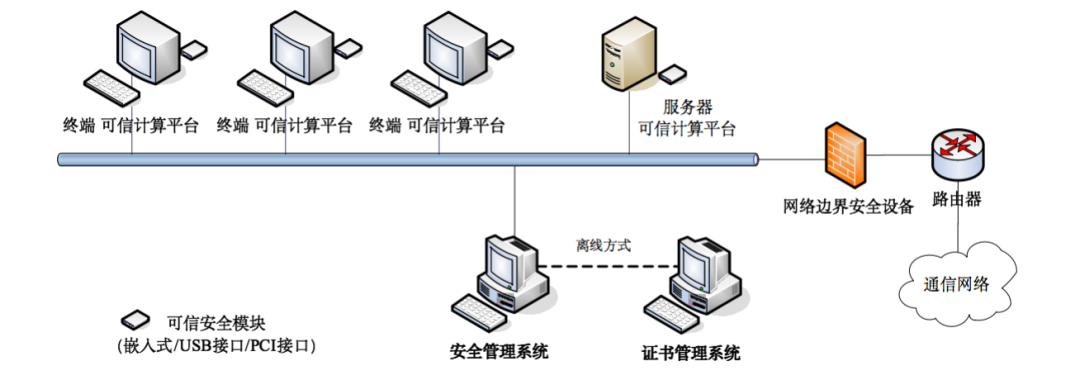 终端 可信计算平台
终端 可信计算平台
终端 可信计算平台
服务器
可信计算平台
网络边界安全设备
路由器
离线方式
通信网络
可信安全模块
(嵌入式/USB接口/PCI接口)
安全管理系统
证书管理系统